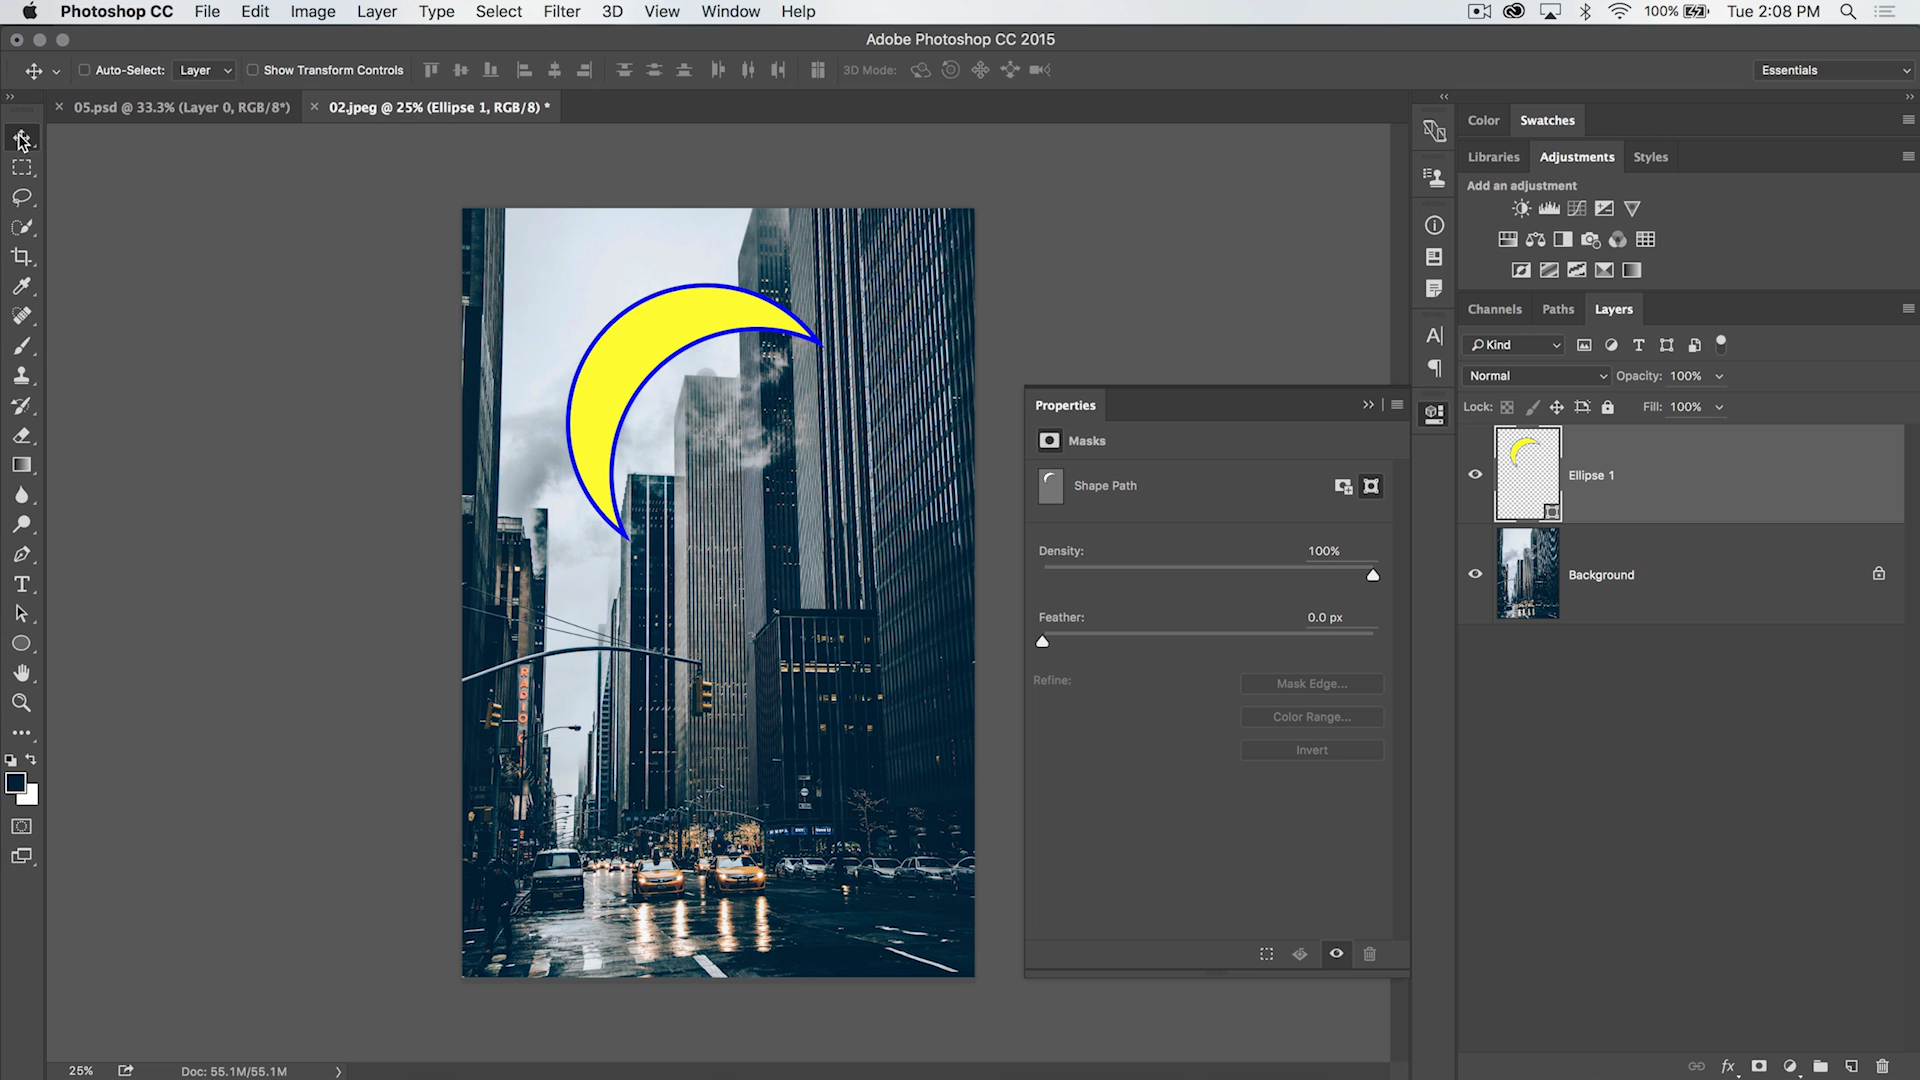 Photoshop CC File Edit Image Layer Type Select Filter 3D View Window Help 100% Tue 2:08 PM
Adobe Photoshop CC 2015
Auto-Select: Layer Show Transform Controls 3D Mode: Essentials
05.psd @ 33.3% (Layer 0, RGB/8*) 02.jpeg @ 25% (Ellipse 1, RGB/8) *
Color Swatches
Libraries Adjustments Styles
Add an adjustment
Channels Paths Layers
Kind
Normal Opacity: 100%
Lock: Fill: 100%
Ellipse 1
Background
Properties
Masks
Shape Path
Density: 100%
Feather: 0.0 px
Refine: Mask Edge...
Color Range...
Invert
RADIO
25% Doc: 55.1M/55.1M